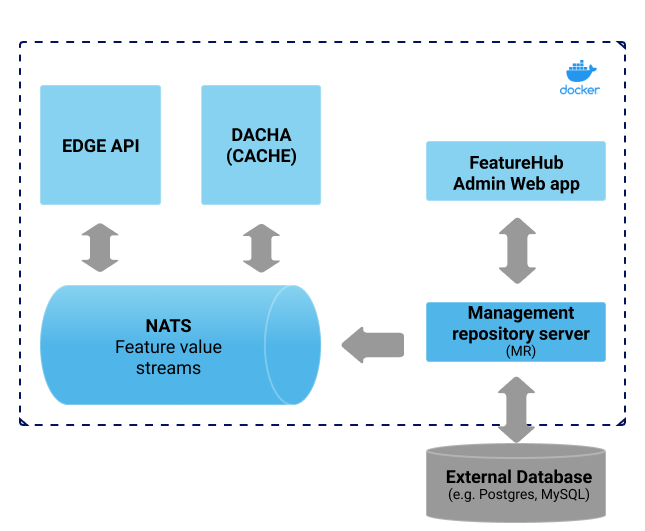 docker
EDGE API
DACHA
(CACHE)
FeatureHub
Admin Web app
NATS
Feature value
streams
Management
repository server
(MR)
External Database
(e.g. Postgres, MySQL)